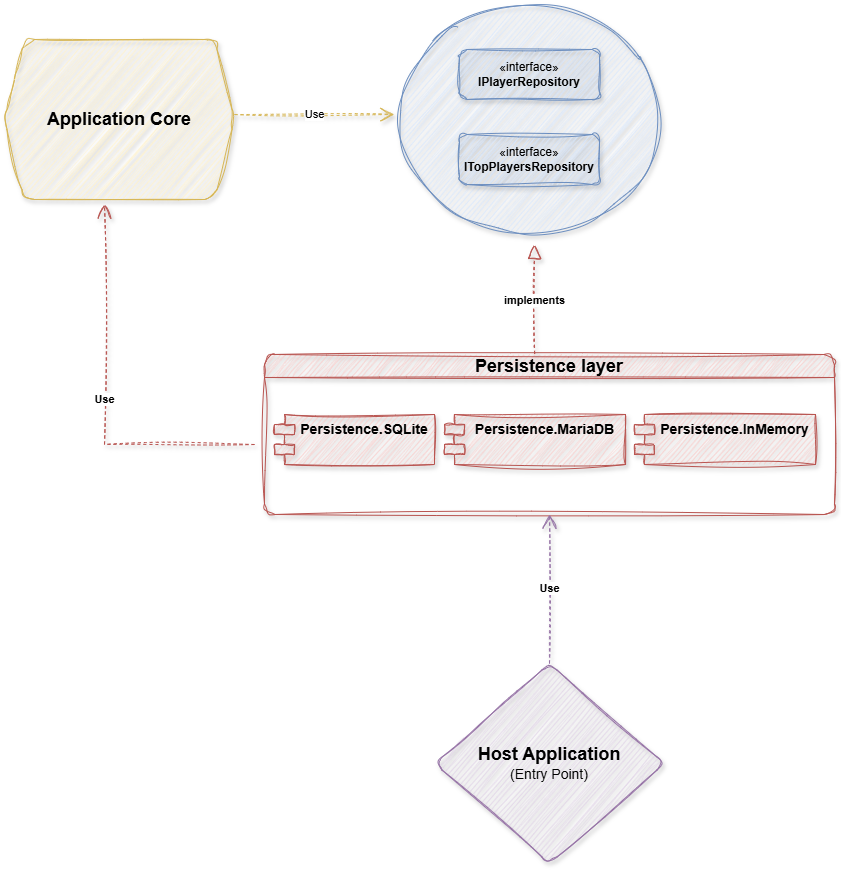 Application Core
Use
«interface»
IPlayerRepository
«interface»
ITopPlayersRepository
implements
Use
Persistence layer
Persistence.SQLite
Persistence.MariaDB
Persistence.InMemory
Use
Host Application
(Entry Point)